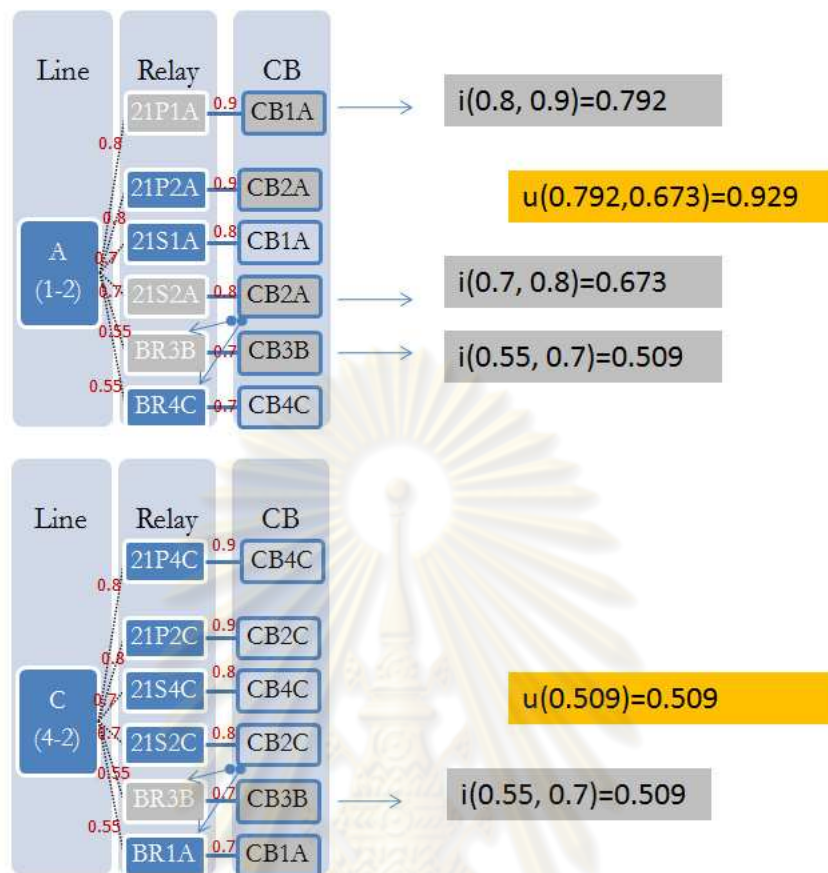 Line Relay CB
21P1A 0.9 CB1A i(0.8, 0.9)=0.792
0.8
21P2A 0.9 CB2A u(0.792,0.673)=0.929
0.8
A
(1-2)
21S1A 0.8 CB1A
0.7
21S2A 0.8 CB2A i(0.7, 0.8)=0.673
0.7
BR3B 0.7 CB3B i(0.55, 0.7)=0.509
0.55
BR4C 0.7 CB4C
0.55
Line Relay CB
21P4C 0.9 CB4C
0.8
21P2C 0.9 CB2C
0.8
C
(4-2)
21S4C 0.8 CB4C u(0.509)=0.509
0.7
21S2C 0.8 CB2C
0.7
BR3B 0.7 CB3B i(0.55, 0.7)=0.509
0.55
BR1A 0.7 CB1A
0.55